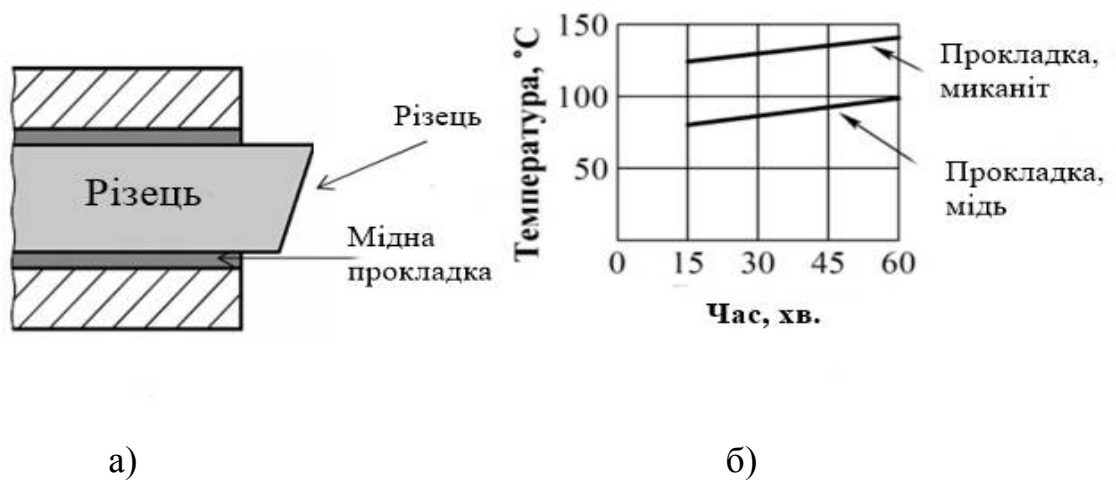 Різець
Різець
Мідна
прокладка
Температура, °С
150
100
50
0 15 30 45 60
Час, хв.
Прокладка,
миканіт
Прокладка,
мідь
а) б)